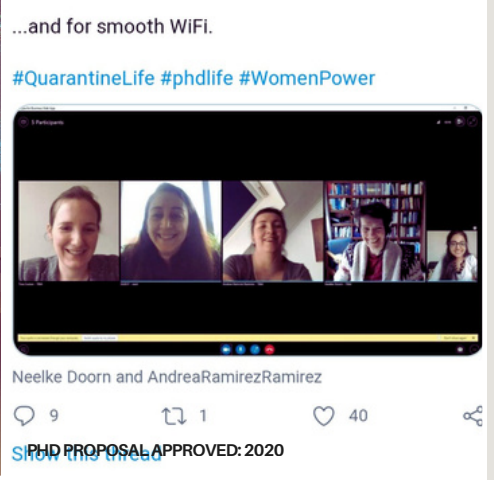 ...and for smooth WiFi.
#QuarantineLife #phdlife #WomenPower
5 Participants
Neelke Doorn and AndreaRamirezRamirez
9 1 40
Show this thread
PHD PROPOSAL APPROVED: 2020